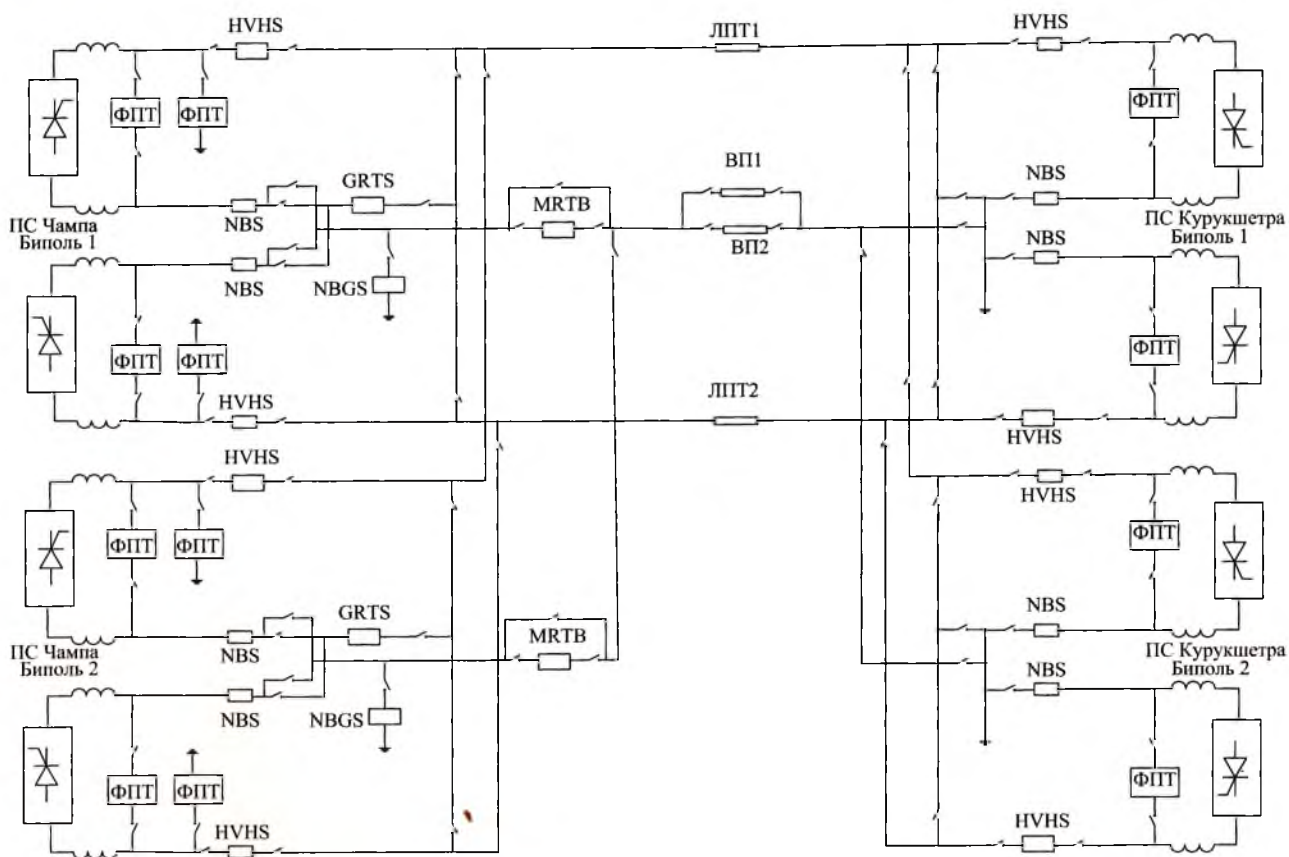 HVHS
ЛПТ1
HVHS
ФПТ
ФПТ
ФПТ
ВП1
GRTS
MRTB
NBS
ПС Чампа
Биполь 1
NBS
ВП2
ПС Курукшетра
Биполь 1
NBS
NBS
NBGS
ФПТ
ФПТ
ФПТ
HVHS
ЛПТ2
HVHS
HVHS
HVHS
ФПТ
ФПТ
ФПТ
GRTS
MRTB
NBS
ПС Чампа
Биполь 2
NBS
ПС Курукшетра
Биполь 2
NBS
NBS
NBGS
ФПТ
ФПТ
ФПТ
HVHS
HVHS